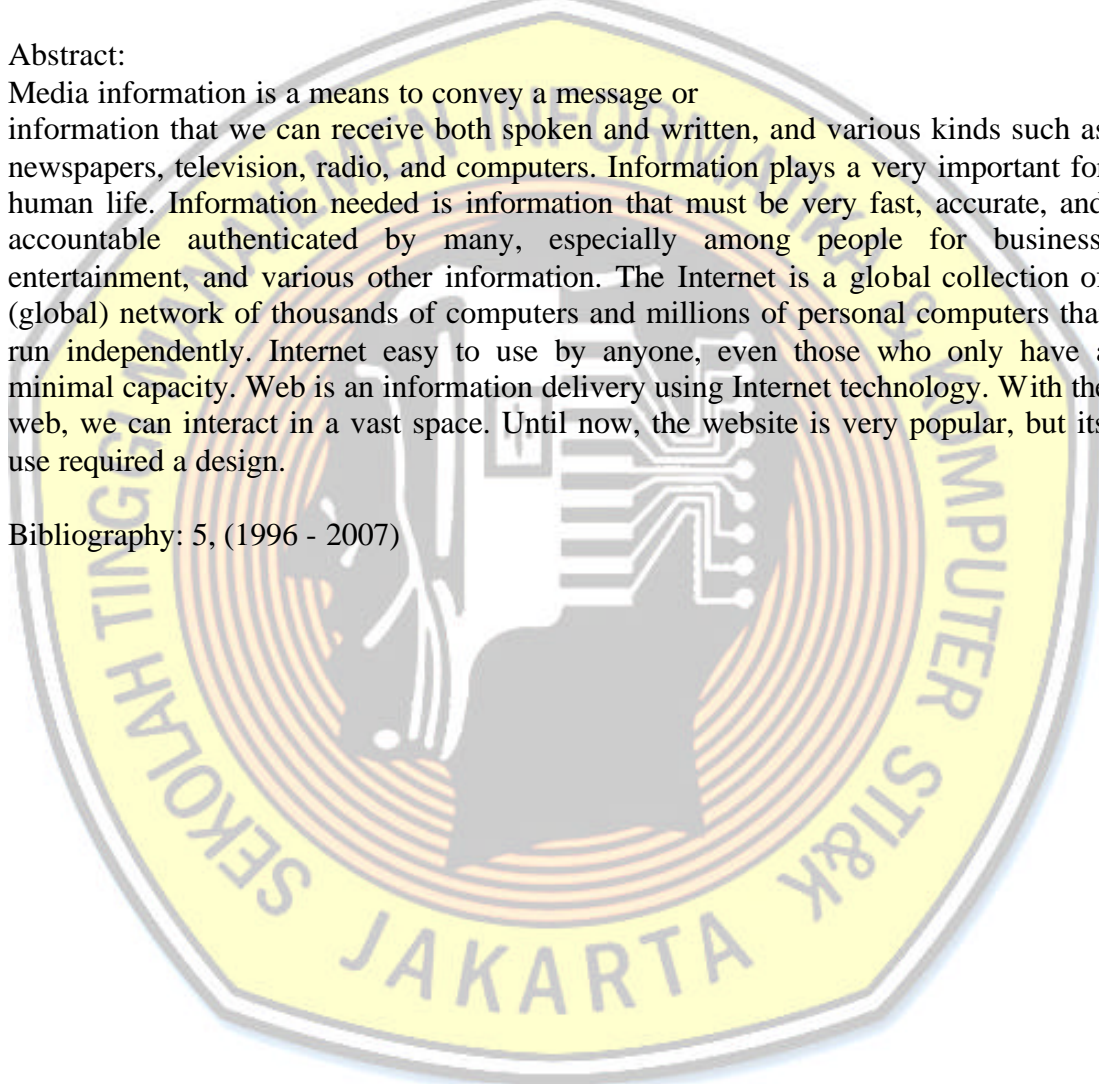 Abstract:
Media information is a means to convey a message or
information that we can receive both spoken and written, and various kinds such as
newspapers, television, radio, and computers. Information plays a very important for
human life. Information needed is information that must be very fast, accurate, and
accountable authenticated by many, especially among people for business
entertainment, and various other information. The Internet is a global collection of
(global) network of thousands of computers and millions of personal computers that
run independently. Internet easy to use by anyone, even those who only have a
minimal capacity. Web is an information delivery using Internet technology. With the
web, we can interact in a vast space. Until now, the website is very popular, but its
use required a design.
Bibliography: 5, (1996 - 2007)
SEKOLAH TINGGI MANAJEMEN INFORMATIKA & KOMPUTER STI&K
JAKARTA